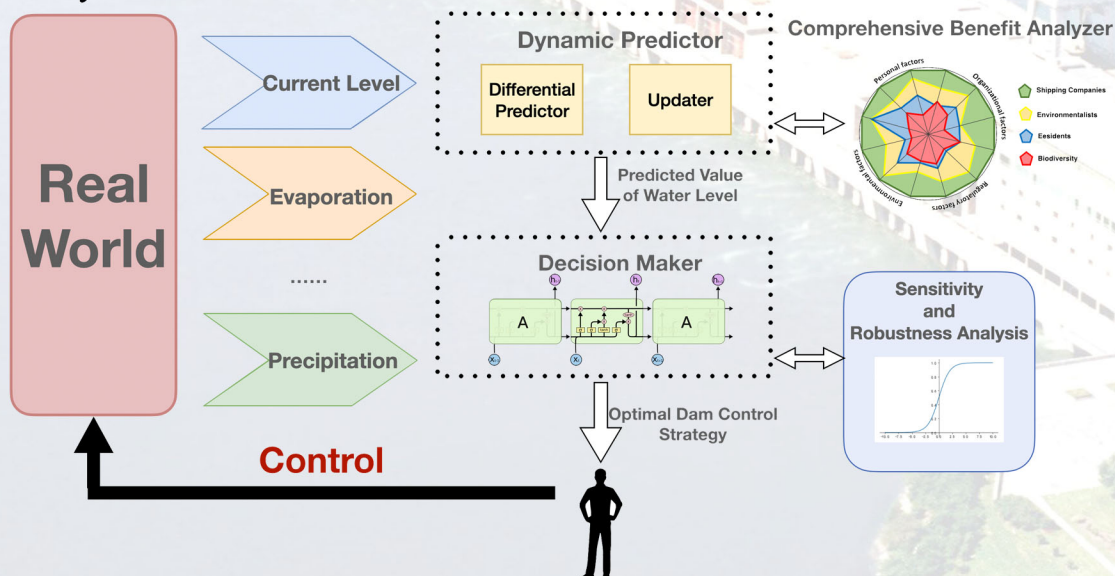 Real
World
Current Level
Evaporation
......
Precipitation
Dynamic Predictor
Differential
Predictor
Updater
Predicted Value
of Water Level
Decision Maker
A
A
Optimal Dam Control
Strategy
Control
Comprehensive Benefit Analyzer
Personal factors
Organizational factors
Regulatory factors
Environmental factors
Shipping Companies
Environmentalists
Eesidents
Biodiversity
Sensitivity
and
Robustness Analysis